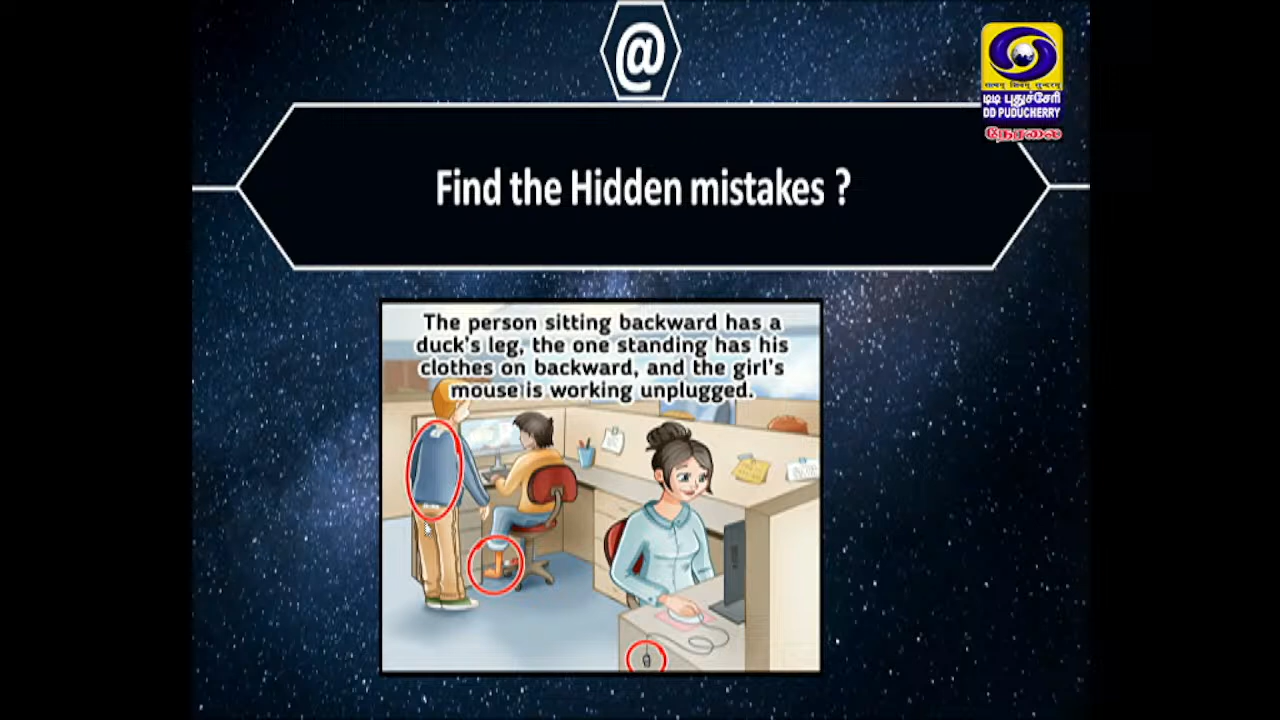 @
டிடி புதுச்சேரி
DD PUDUCHERRY
நேரலை
Find the Hidden mistakes ?
The person sitting backward has a
duck's leg, the one standing has his
clothes on backward, and the girl's
mouse is working unplugged.